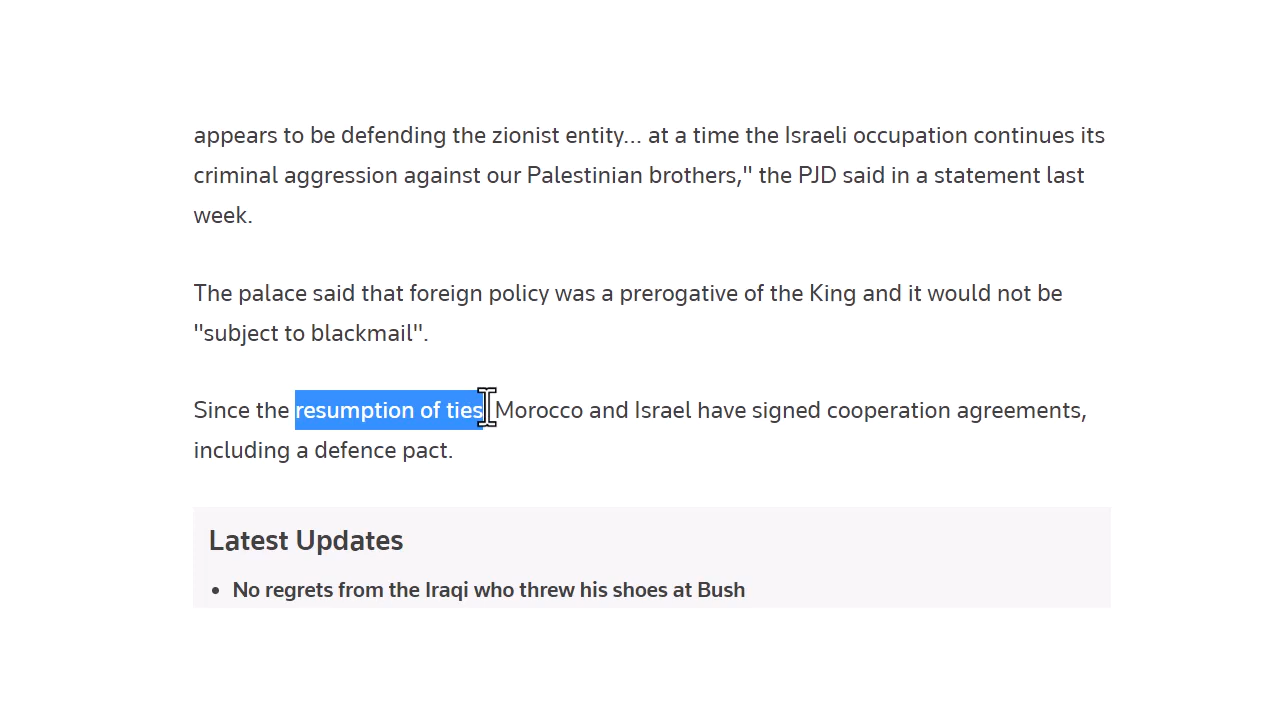 appears to be defending the zionist entity... at a time the Israeli occupation continues its
criminal aggression against our Palestinian brothers," the PJD said in a statement last
week.
The palace said that foreign policy was a prerogative of the King and it would not be
"subject to blackmail".
Since the resumption of ties, Morocco and Israel have signed cooperation agreements,
including a defence pact.
Latest Updates
• No regrets from the Iraqi who threw his shoes at Bush